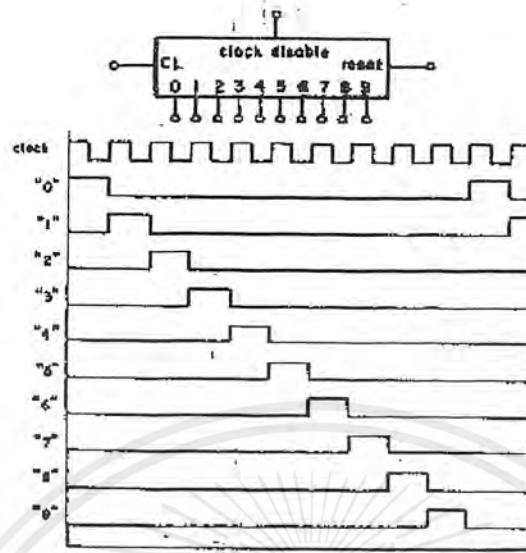 clock disable
CL reset
0 1 2 3 4 5 6 7 8 9
clock
"0"
"1"
"2"
"3"
"4"
"5"
"6"
"7"
"8"
"9"